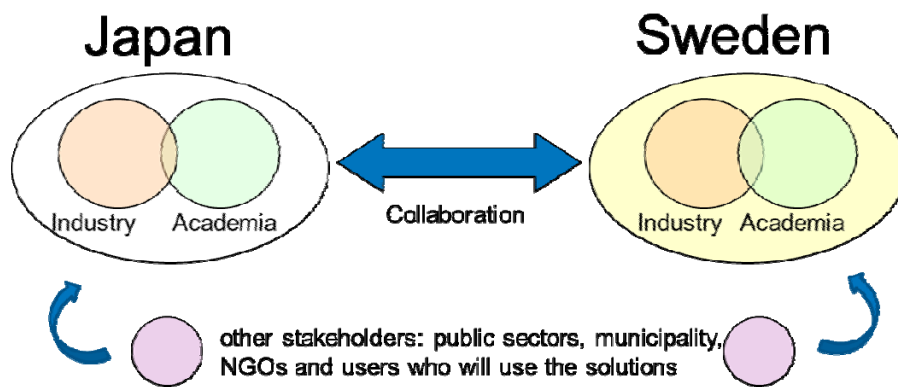 Japan
Sweden
Industry
Academia
Collaboration
Industry
Academia
other stakeholders: public sectors, municipality,
NGOs and users who will use the solutions